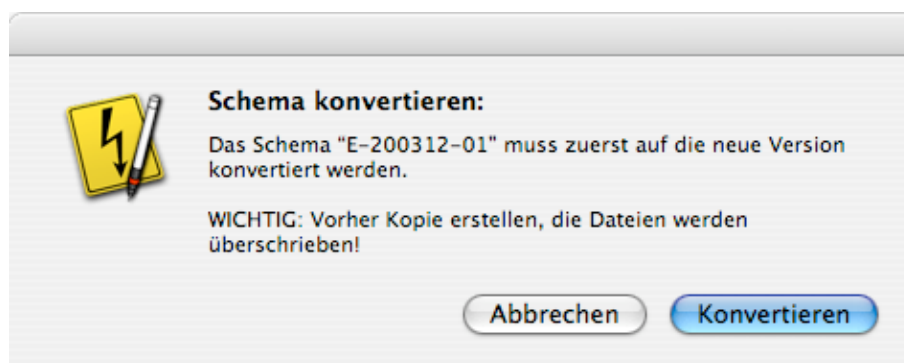 Schema konvertieren:
Das Schema “E-200312-01” muss zuerst auf die neue Version
konvertiert werden.
WICHTIG: Vorher Kopie erstellen, die Dateien werden
überschrieben!
Abbrechen
Konvertieren